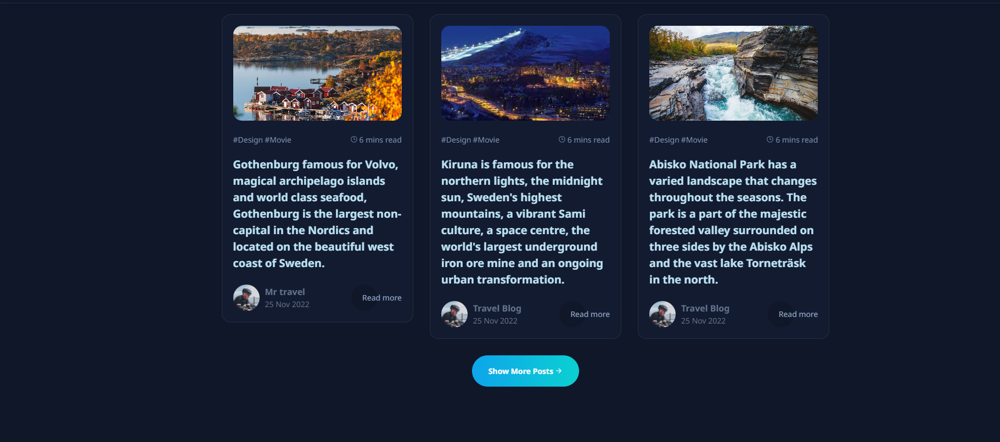 #Design #Movie
6 mins read
Gothenburg famous for Volvo,
magical archipelago islands
and world class seafood,
Gothenburg is the largest non-
capital in the Nordics and
located on the beautiful west
coast of Sweden.
Mr travel
25 Nov 2022
Read more
#Design #Movie
6 mins read
Kiruna is famous for the
northern lights, the midnight
sun, Sweden's highest
mountains, a vibrant Sami
culture, a space centre, the
world's largest underground
iron ore mine and an ongoing
urban transformation.
Travel Blog
25 Nov 2022
Read more
#Design #Movie
6 mins read
Abisko National Park has a
varied landscape that changes
throughout the seasons. The
park is a part of the majestic
forested valley surrounded on
three sides by the Abisko Alps
and the vast lake Torneträsk
in the north.
Travel Blog
25 Nov 2022
Read more
Show More Posts →